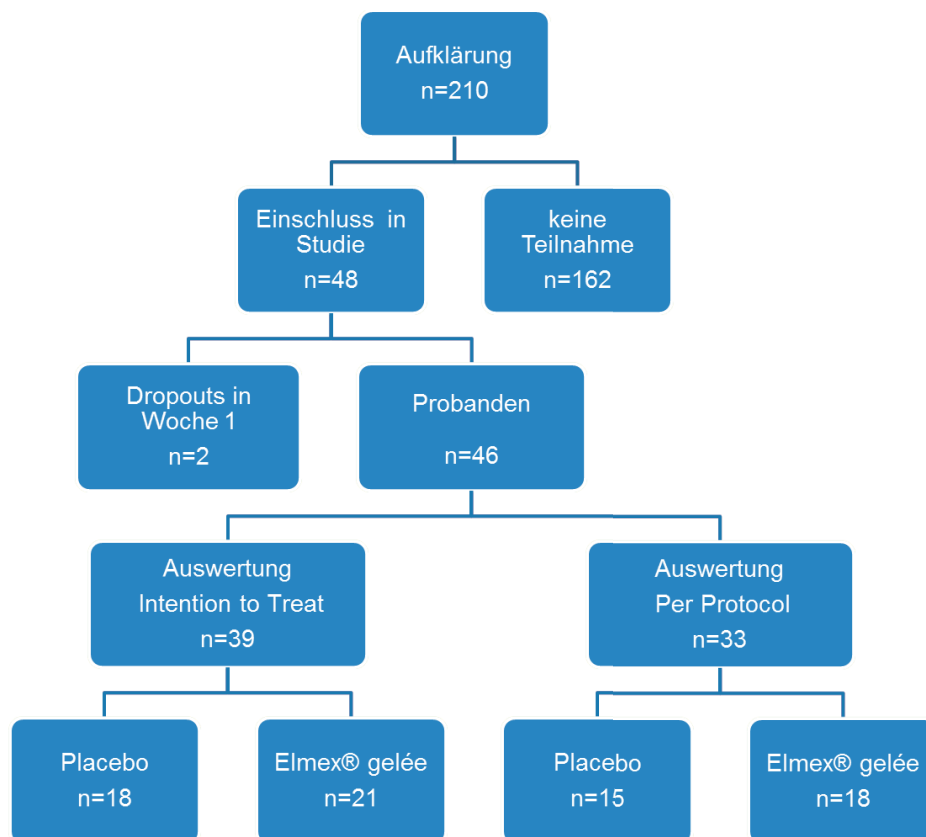 Aufklärung
n=210
Einschluss in
Studie
n=48
keine
Teilnahme
n=162
Dropouts in
Woche 1
n=2
Probanden
n=46
Auswertung
Intention to Treat
n=39
Auswertung
Per Protocol
n=33
Placebo
n=18
Elmex® gelée
n=21
Placebo
n=15
Elmex® gelée
n=18